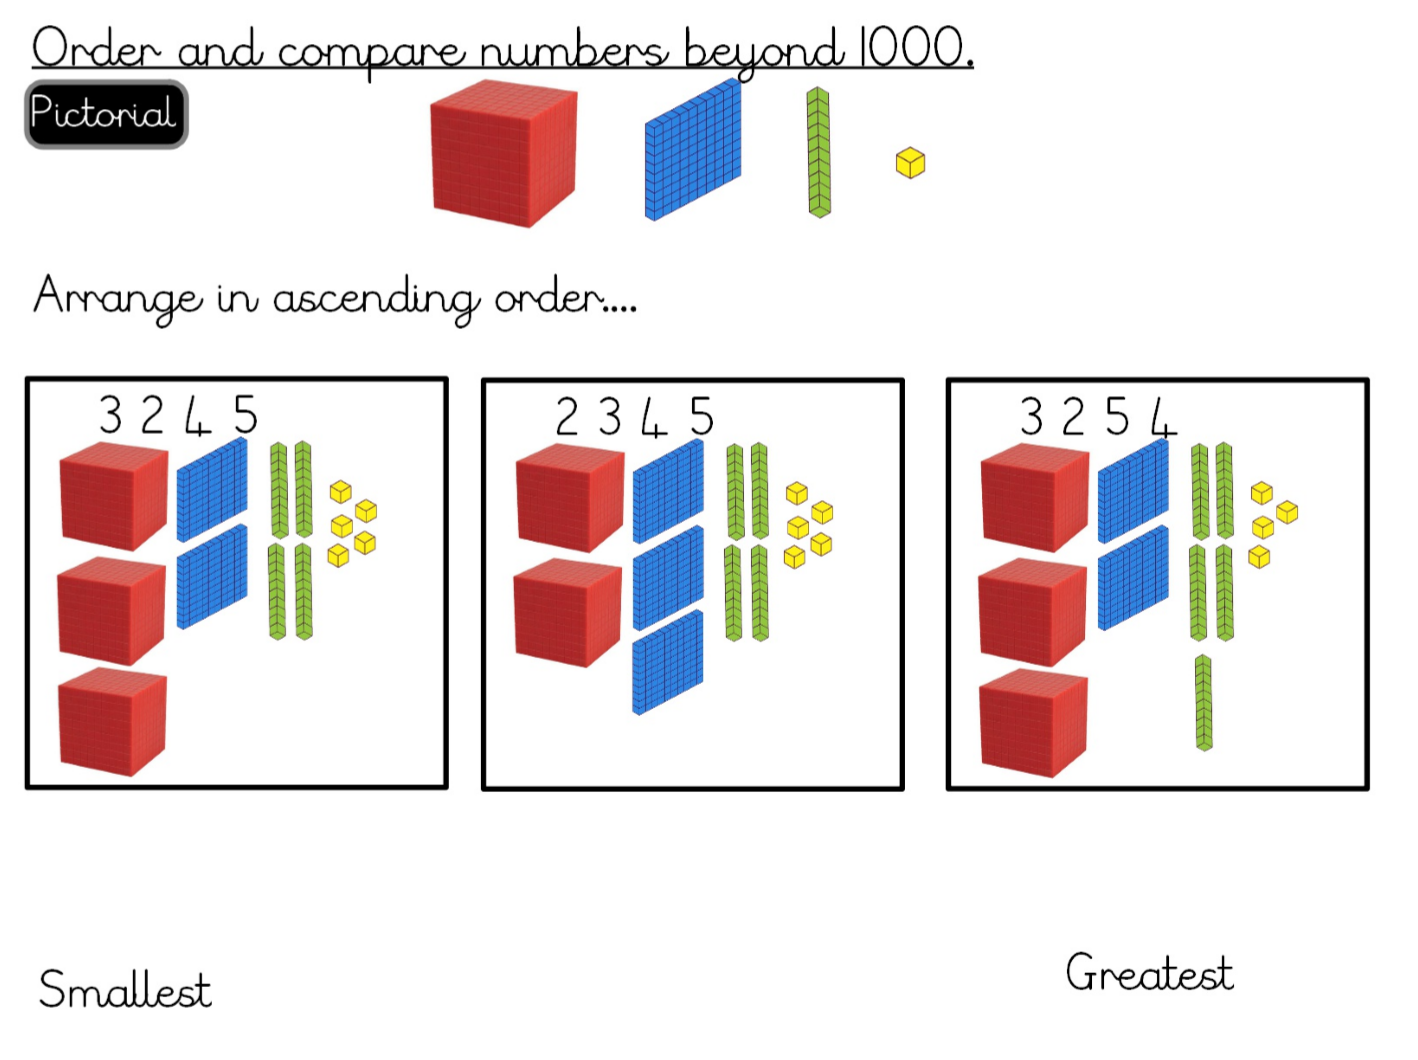 Order and compare numbers beyond 1000.
Pictorial
Arrange in ascending order....
3 2 4 5
2 3 4 5
3 2 5 4
Smallest
Greatest